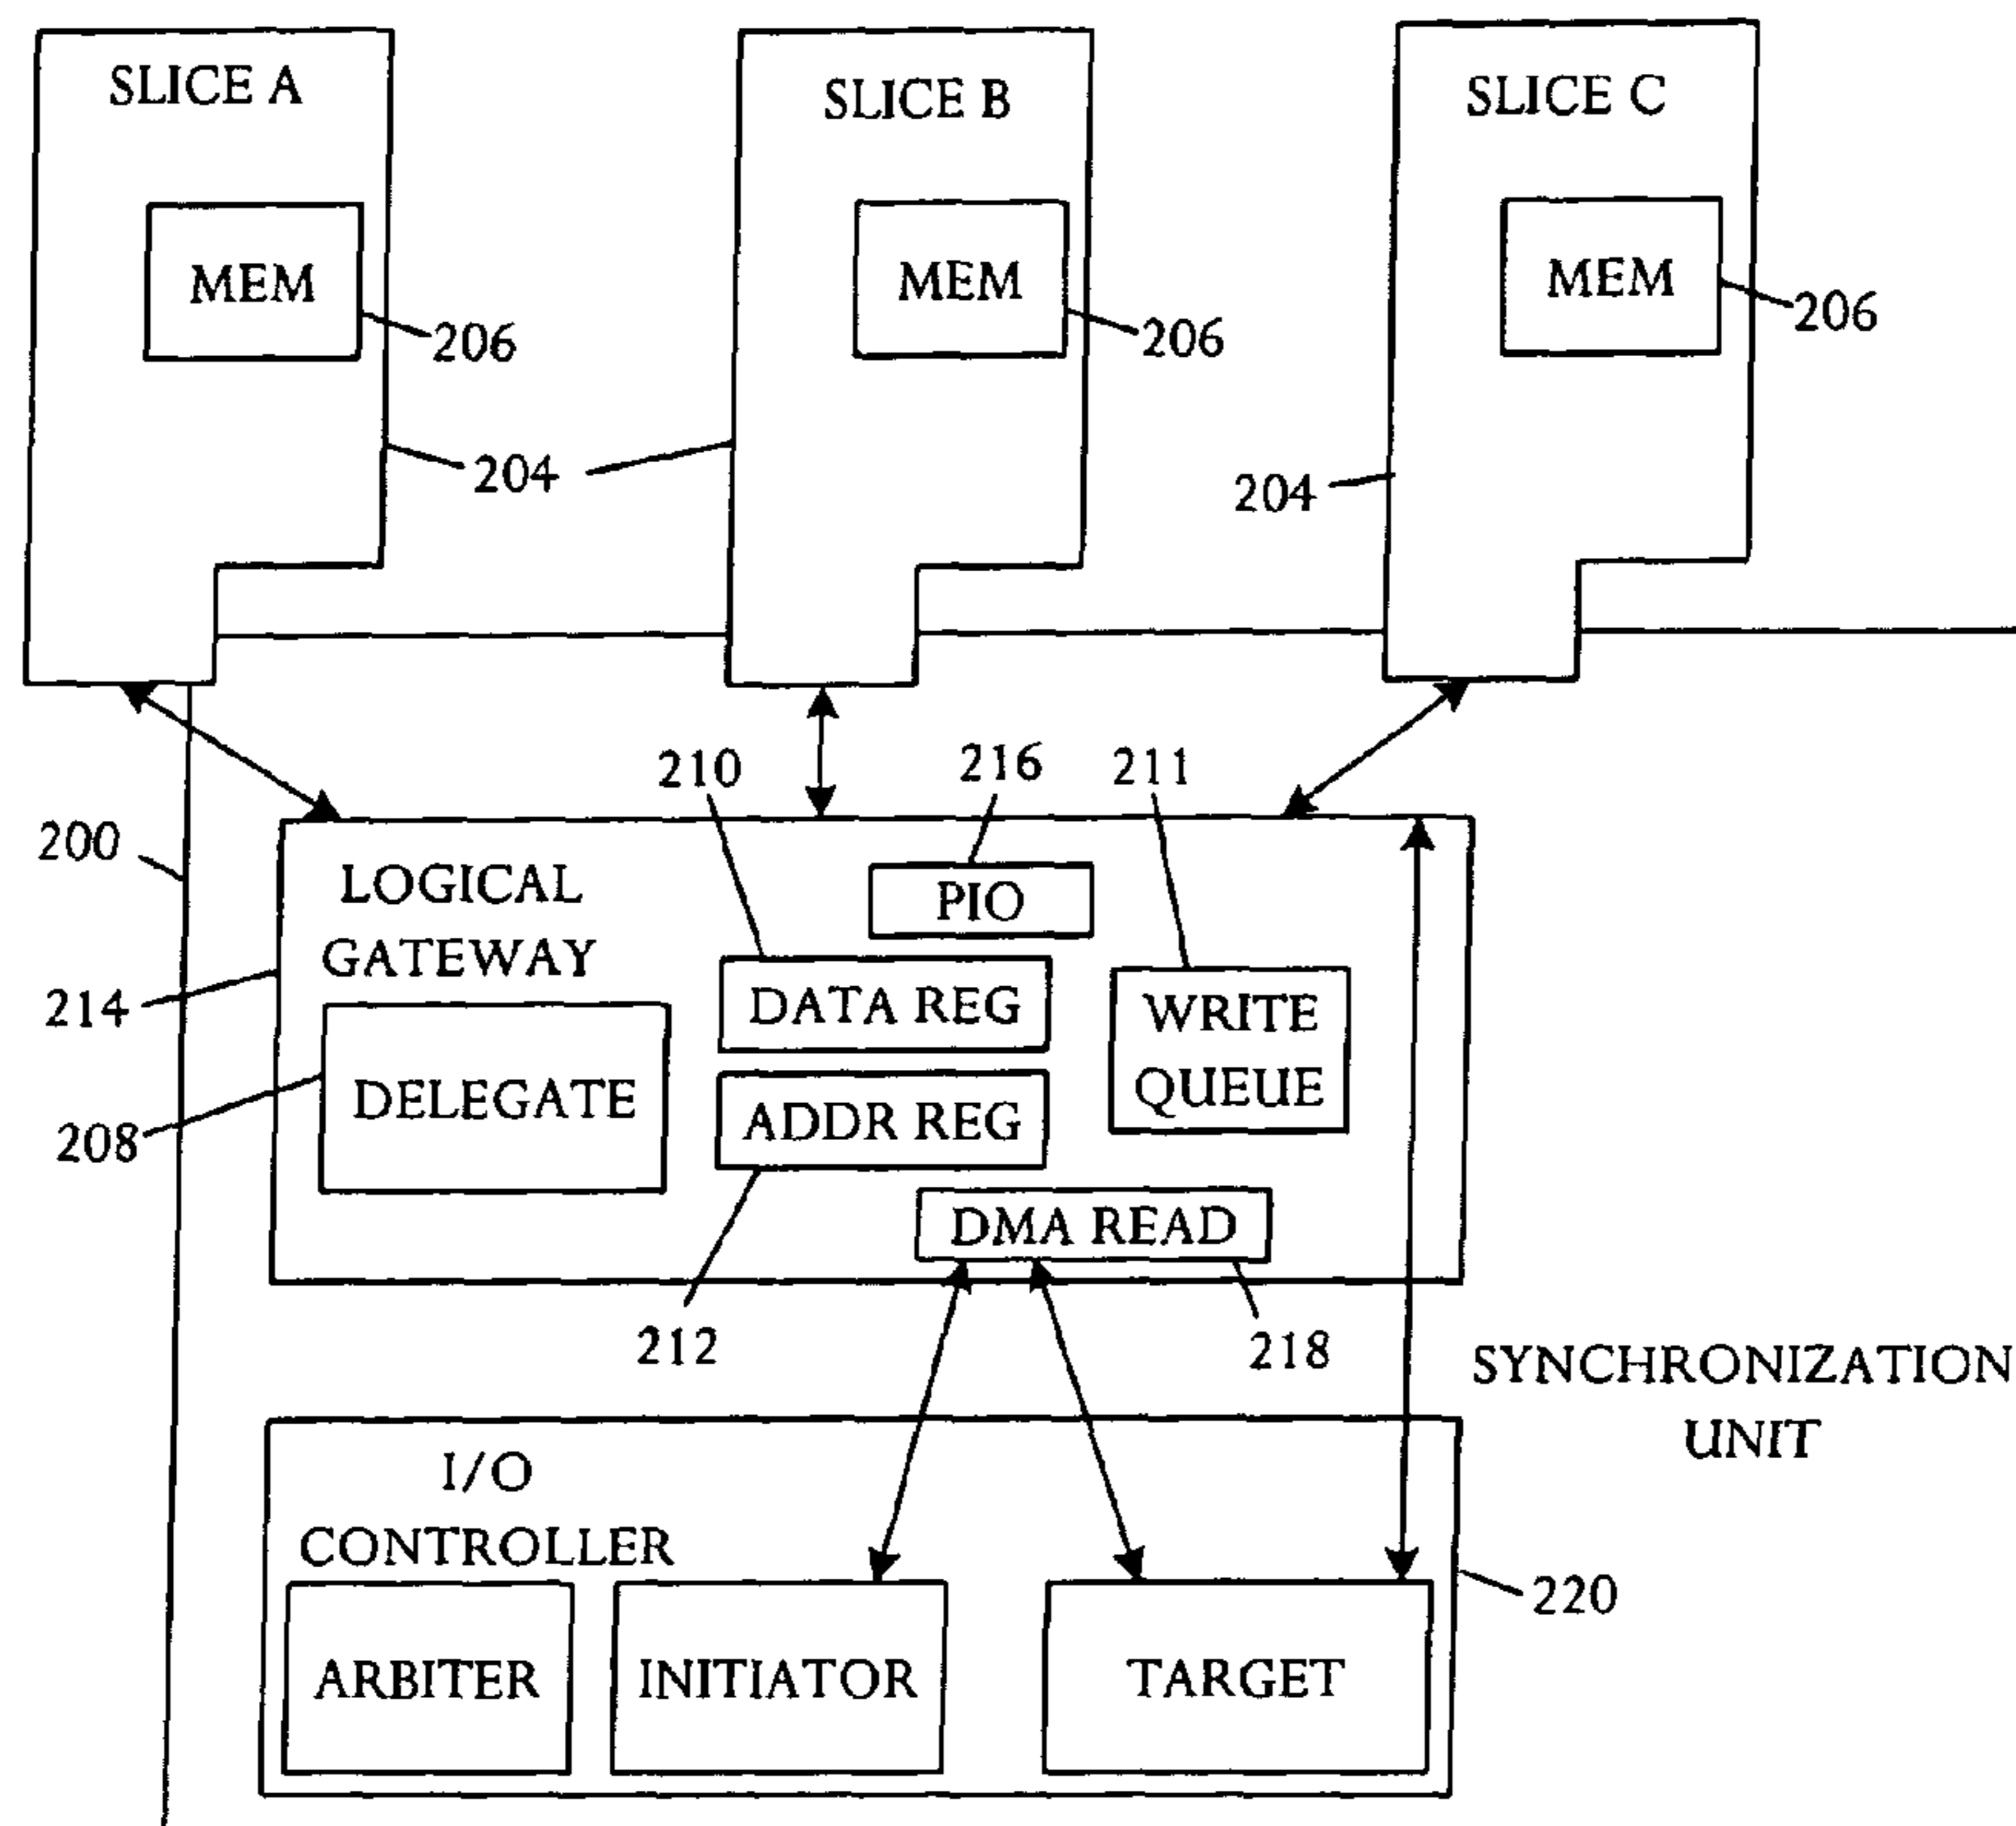 SLICE A
SLICE B
SLICE C
MEM
MEM
MEM
206
206
206
204
204
210
216
211
200
LOGICAL
GATEWAY
PIO
214
DATA REG
WRITE
QUEUE
DELEGATE
ADDR REG
208
DMA READ
212
218
SYNCHRONIZATION
UNIT
I/O
CONTROLLER
220
ARBITER
INITIATOR
TARGET